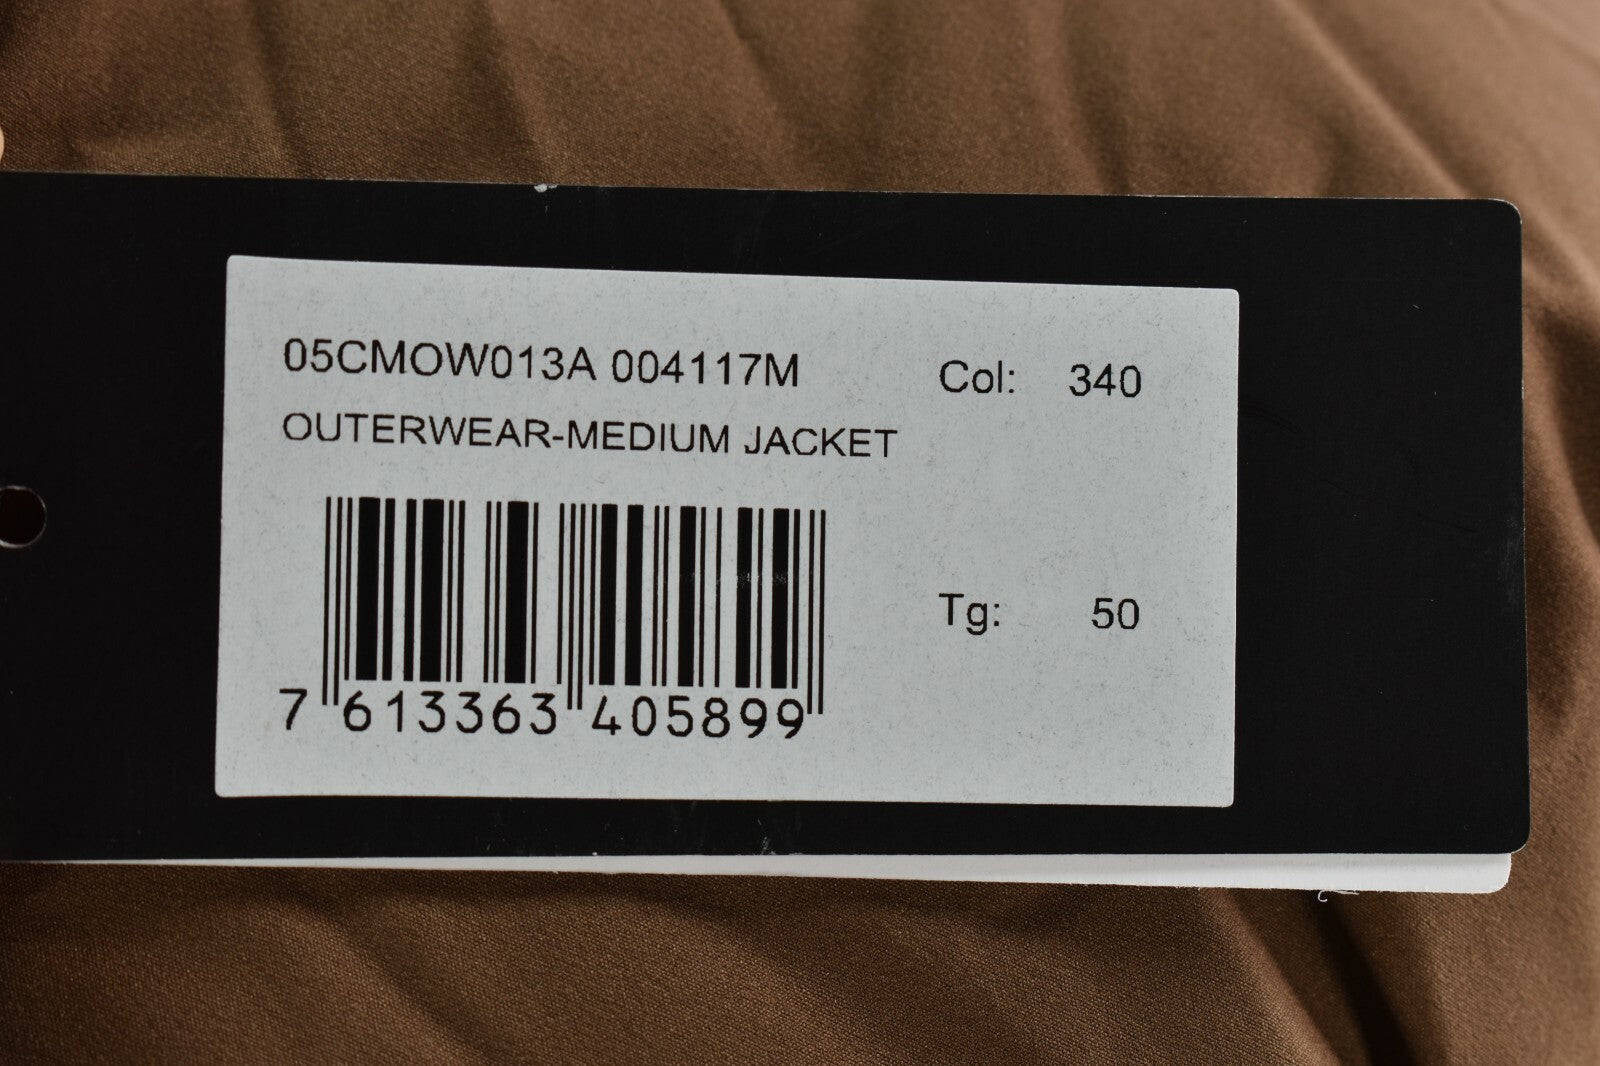 05CMOW013A 004117M
Col: 340
OUTERWEAR-MEDIUM JACKET
Tg: 50
7 613363 405899